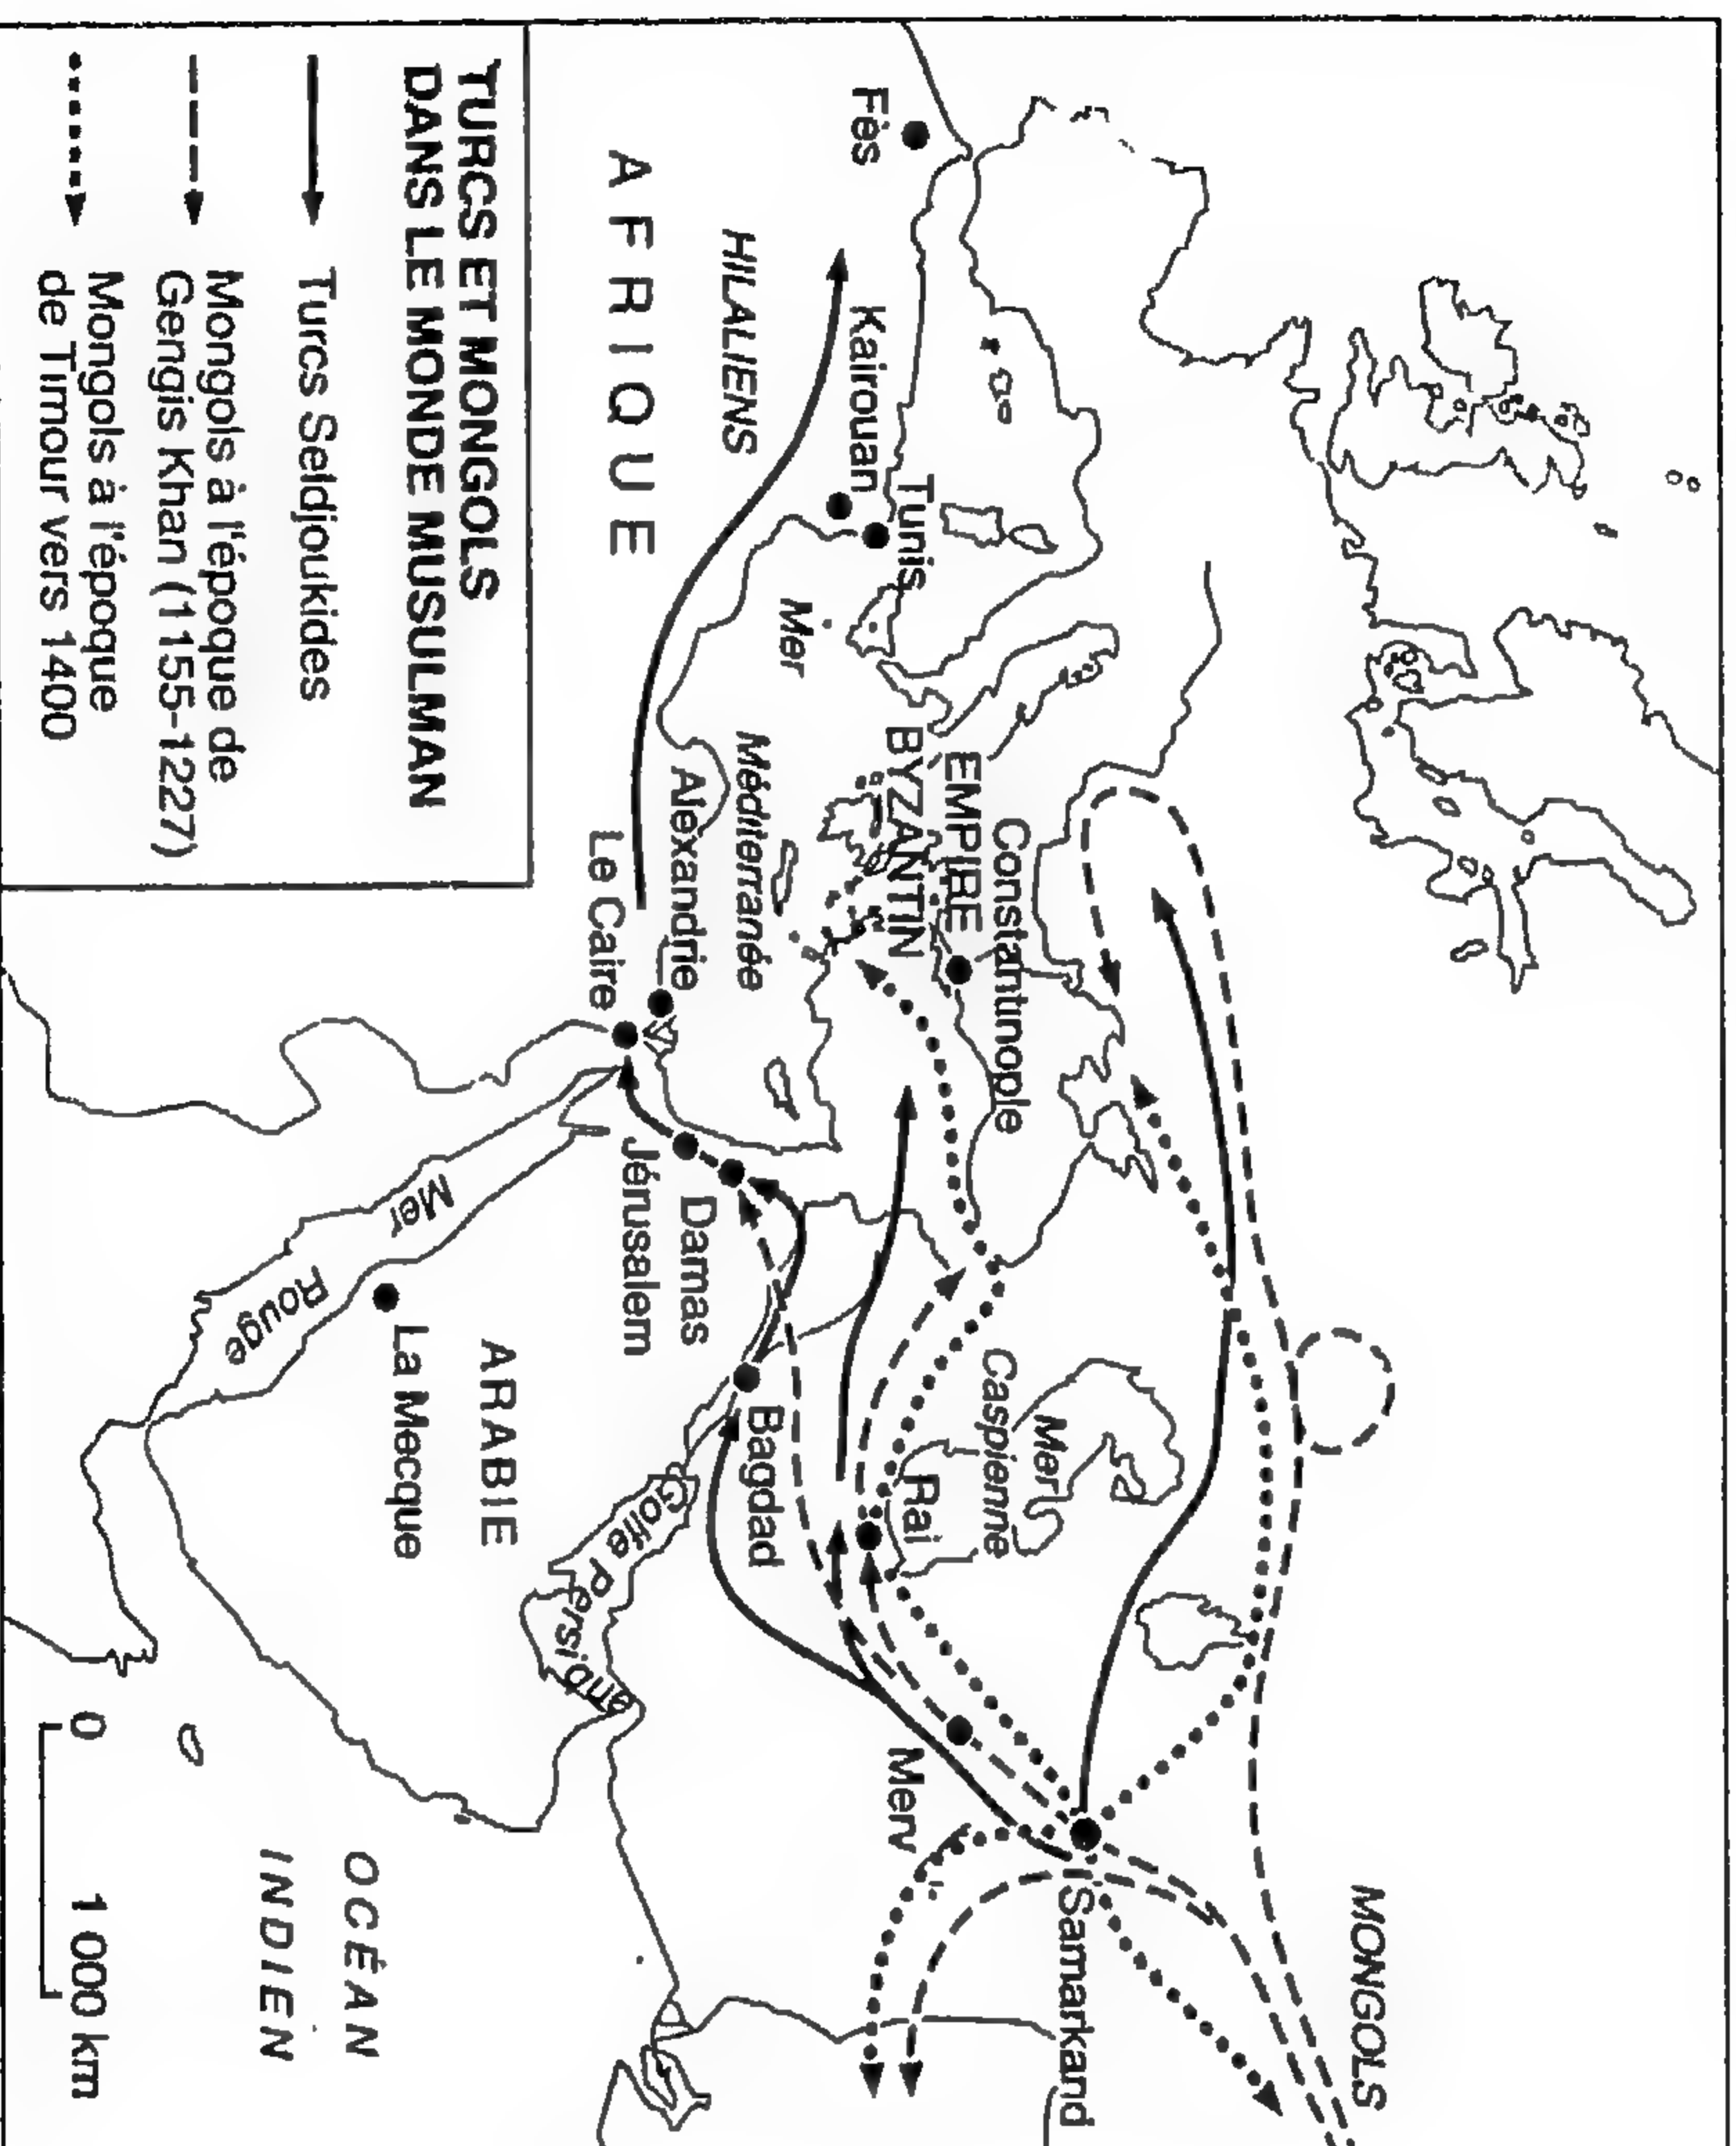 MONGOLS
Samarkand
Mer
Caspienne
Constantinople
EMPIRE
BYZANTIN
Raï
Merv
Tunis
Kairouan
Fès
Mer
Méditerranée
HILALIENS
Bagdad
Damas
Jérusalem
Alexandrie
Le Caire
AFRIQUE
Golfe Persique
ARABIE
La Mecque
Mer
Rouge
OCÉAN
INDIEN
TURCS ET MONGOLS
DANS LE MONDE MUSULMAN
Turcs Seldjoukides
Mongols à l'époque de
Gengis Khan (1155-1227)
Mongols à l'époque
de Timour vers 1400
0 1 000 km